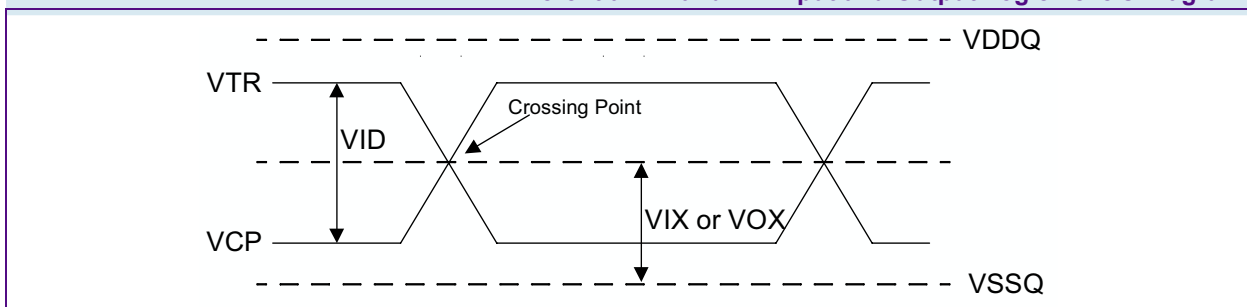 VDDQ
VTR
Crossing Point
VID
VIX or VOX
VCP
VSSQ